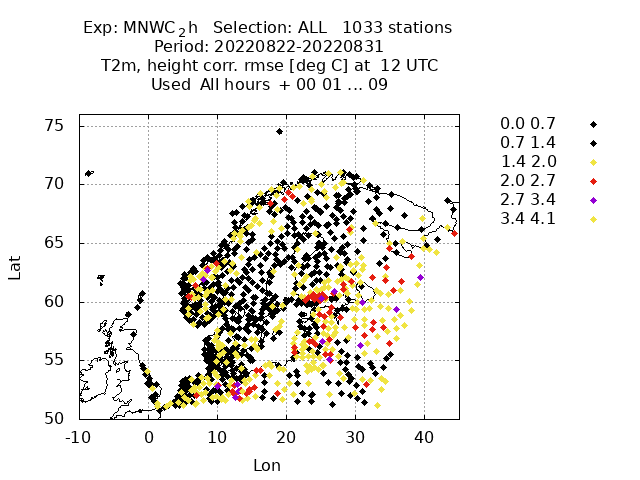 Exp: MNWC_2h   Selection: ALL   1033 stations
Period: 20220822-20220831
T2m, height corr. rmse [deg C] at  12 UTC
Used  All hours  + 00 01 ... 09
0.0 0.7
0.7 1.4
1.4 2.0
2.0 2.7
2.7 3.4
3.4 4.1
75
70
65
60
55
50
Lat
-10 0 10 20 30 40
Lon